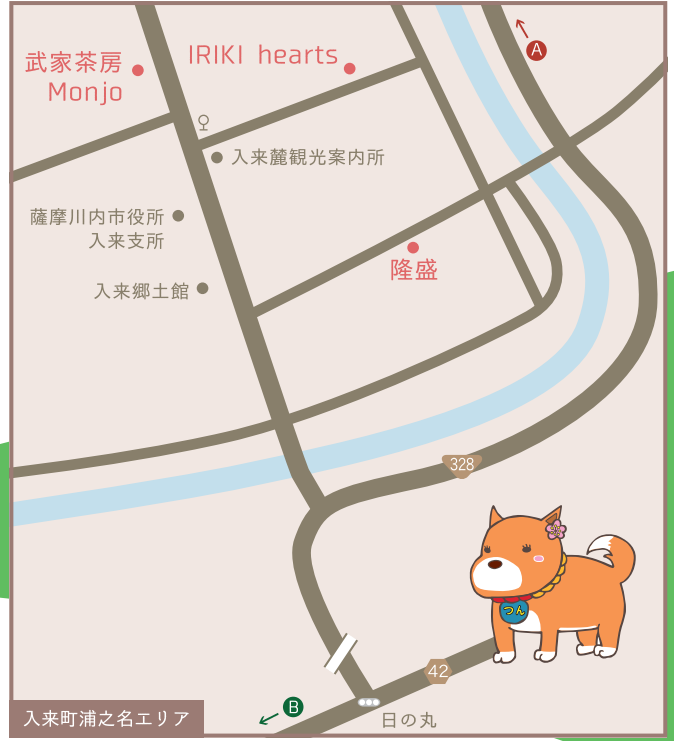 A
武家茶房
Monjo
IRIKI hearts
入来麓観光案内所
薩摩川内市役所
入来支所
隆盛
入来郷土館
328
つん
42
B
日の丸
入来町浦之名エリア